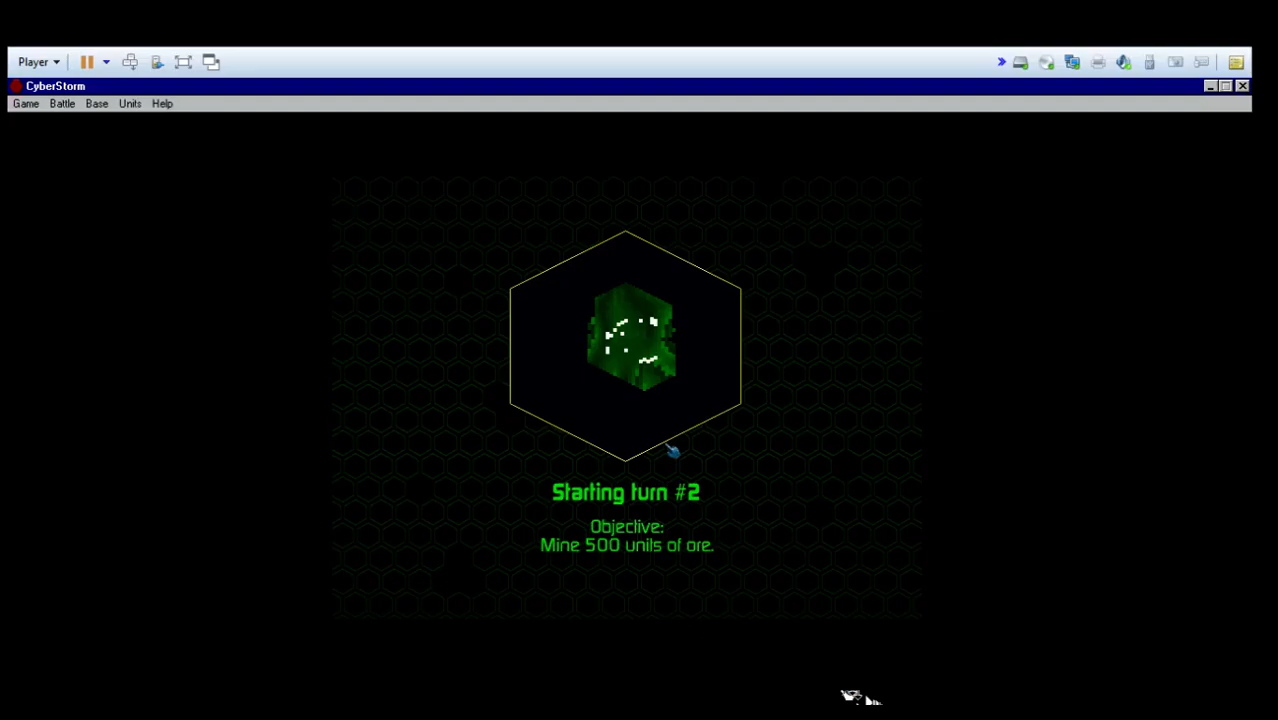 Player
CyberStorm
Game Battle Base Units Help
Starting turn #2
Objective:
Mine 500 units of ore.